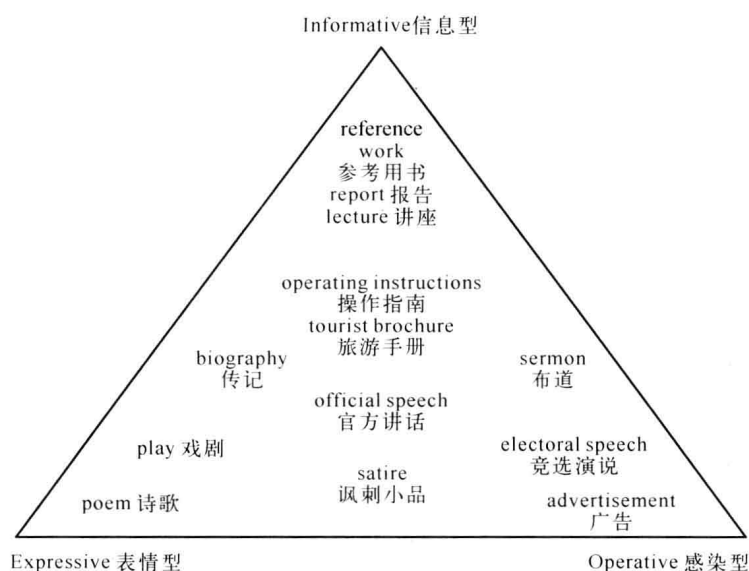 Informative信息型
reference
work
参考用书
report 报告
lecture 讲座
operating instructions
操作指南
tourist brochure
旅游手册
biography
传记
sermon
布道
official speech
官方讲话
play 戏剧
electoral speech
竞选演说
satire
讽刺小品
poem 诗歌
advertisement
广告
Expressive 表情型
Operative 感染型